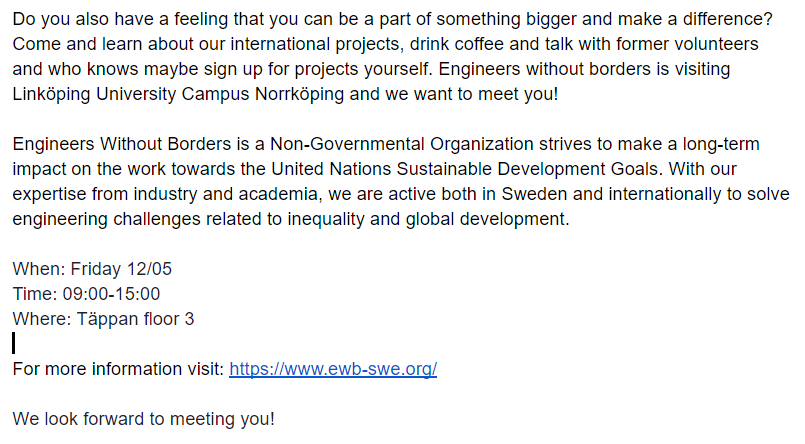 Do you also have a feeling that you can be a part of something bigger and make a difference?
Come and learn about our international projects, drink coffee and talk with former volunteers
and who knows maybe sign up for projects yourself. Engineers without borders is visiting
Linköping University Campus Norrköping and we want to meet you!
Engineers Without Borders is a Non-Governmental Organization strives to make a long-term
impact on the work towards the United Nations Sustainable Development Goals. With our
expertise from industry and academia, we are active both in Sweden and internationally to solve
engineering challenges related to inequality and global development.
When: Friday 12/05
Time: 09:00-15:00
Where: Täppan floor 3
For more information visit: https://www.ewb-swe.org/
We look forward to meeting you!